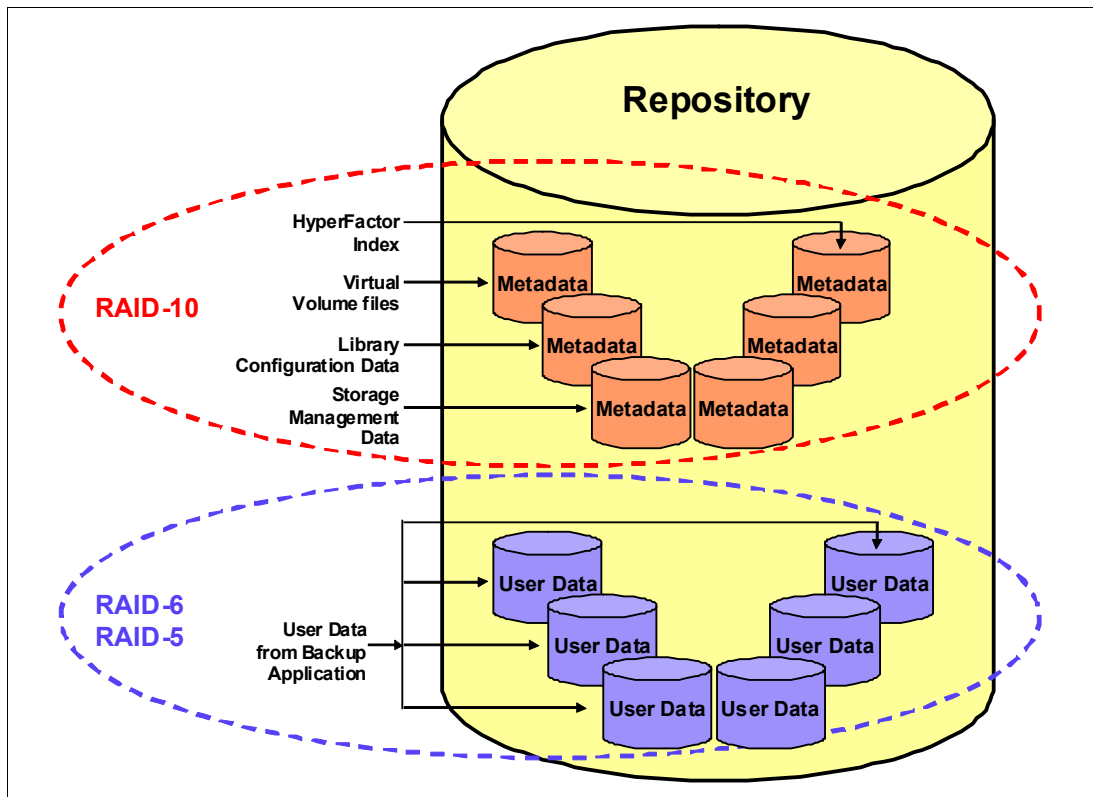 Repository
HyperFactor
Index
Metadata
Metadata
Virtual
Volume files
RAID-10
Metadata
Metadata
Library
Configuration Data
Metadata
Metadata
Storage
Management
Data
User Data
User Data
RAID-6
RAID-5
User Data
from Backup
Application
User Data
User Data
User Data
User Data